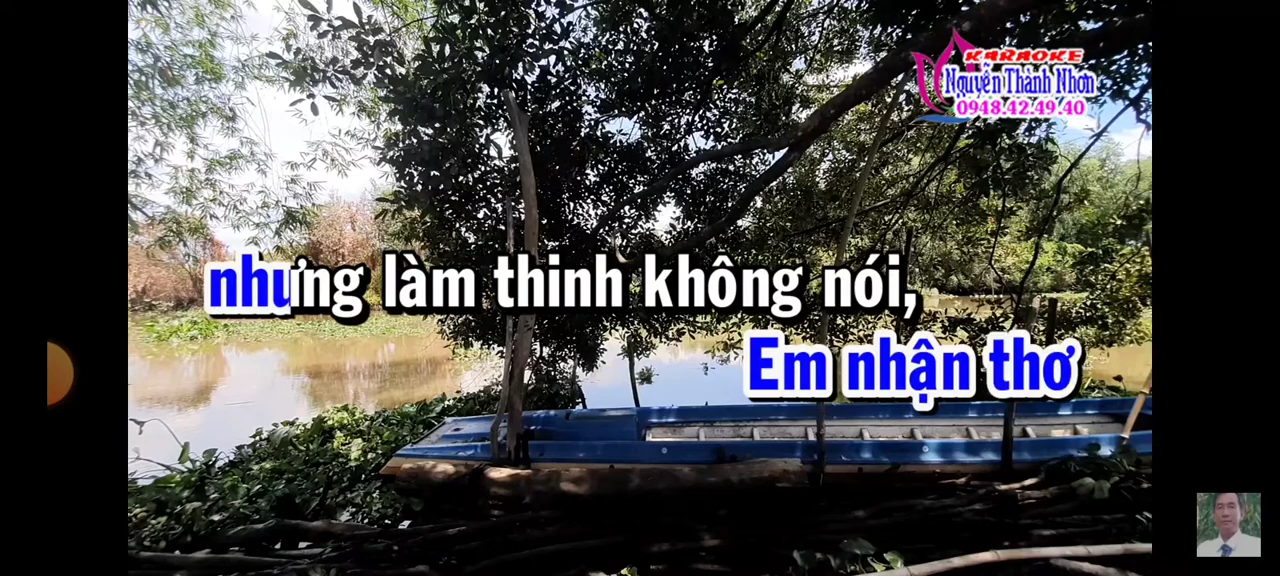 KARAOKE
Nguyễn Thành Nhơn
0948.42.49.40
nhưng làm thinh không nói,
Em nhận thơ